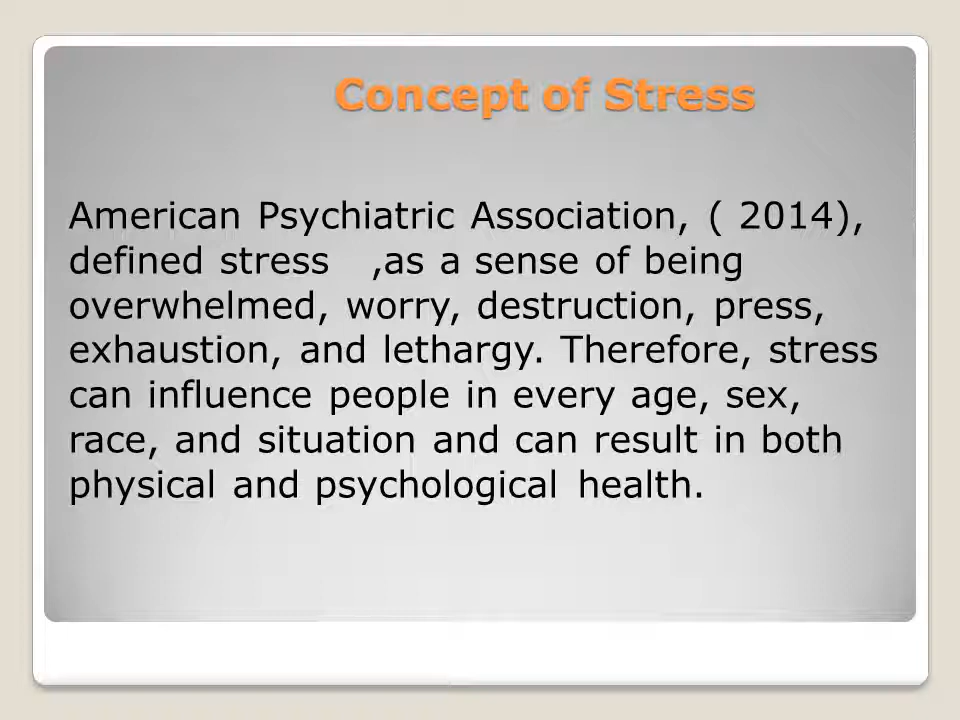 Concept of Stress
American Psychiatric Association, ( 2014),
defined stress   ,as a sense of being
overwhelmed, worry, destruction, press,
exhaustion, and lethargy. Therefore, stress
can influence people in every age, sex,
race, and situation and can result in both
physical and psychological health.